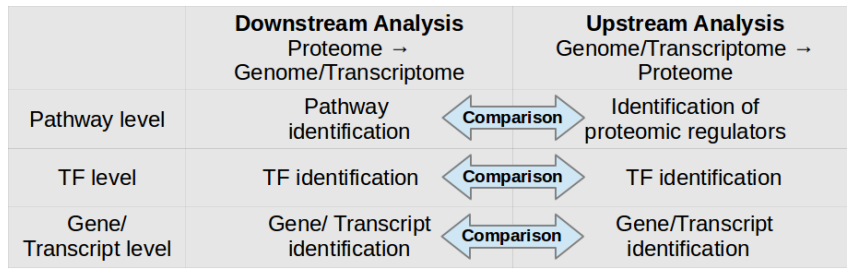 Downstream Analysis
Proteome →
Genome/Transcriptome
Upstream Analysis
Genome/Transcriptome →
Proteome
Pathway level
Pathway
identification
Comparison
Identification of
proteomic regulators
TF level
TF identification
Comparison
TF identification
Gene/
Transcript level
Gene/ Transcript
identification
Comparison
Gene/Transcript
identification